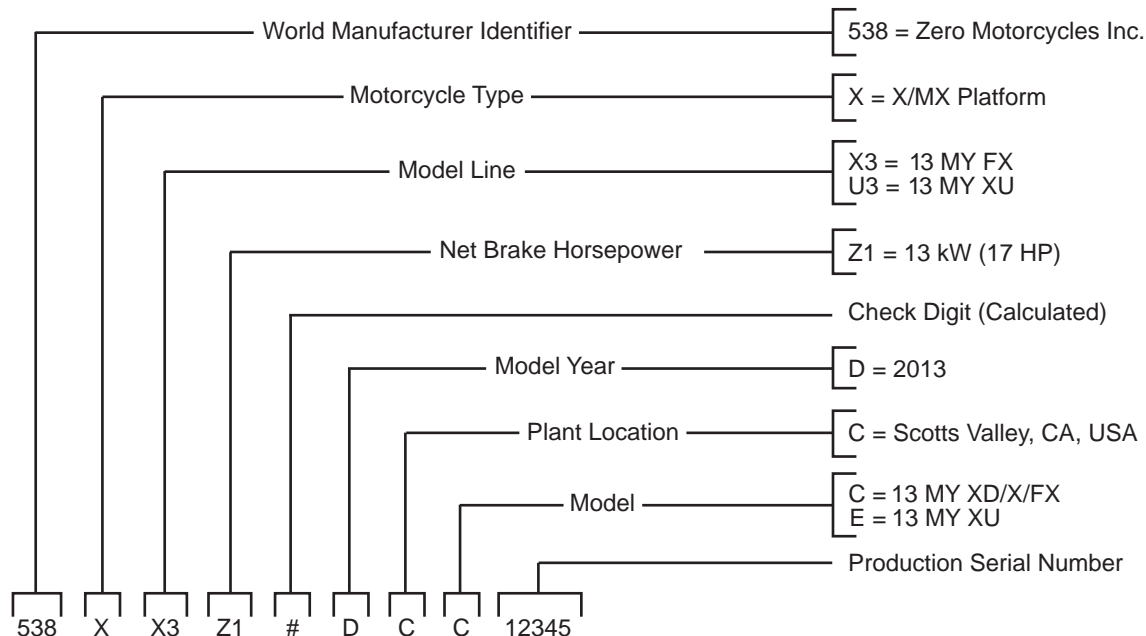 World Manufacturer Identifier 538 = Zero Motorcycles Inc.
Motorcycle Type X = X/MX Platform
Model Line X3 = 13 MY FX
U3 = 13 MY XU
Net Brake Horsepower Z1 = 13 kW (17 HP)
Check Digit (Calculated)
Model Year D = 2013
Plant Location C = Scotts Valley, CA, USA
Model C = 13 MY XD/X/FX
E = 13 MY XU
Production Serial Number
538 X X3 Z1 # D C C 12345